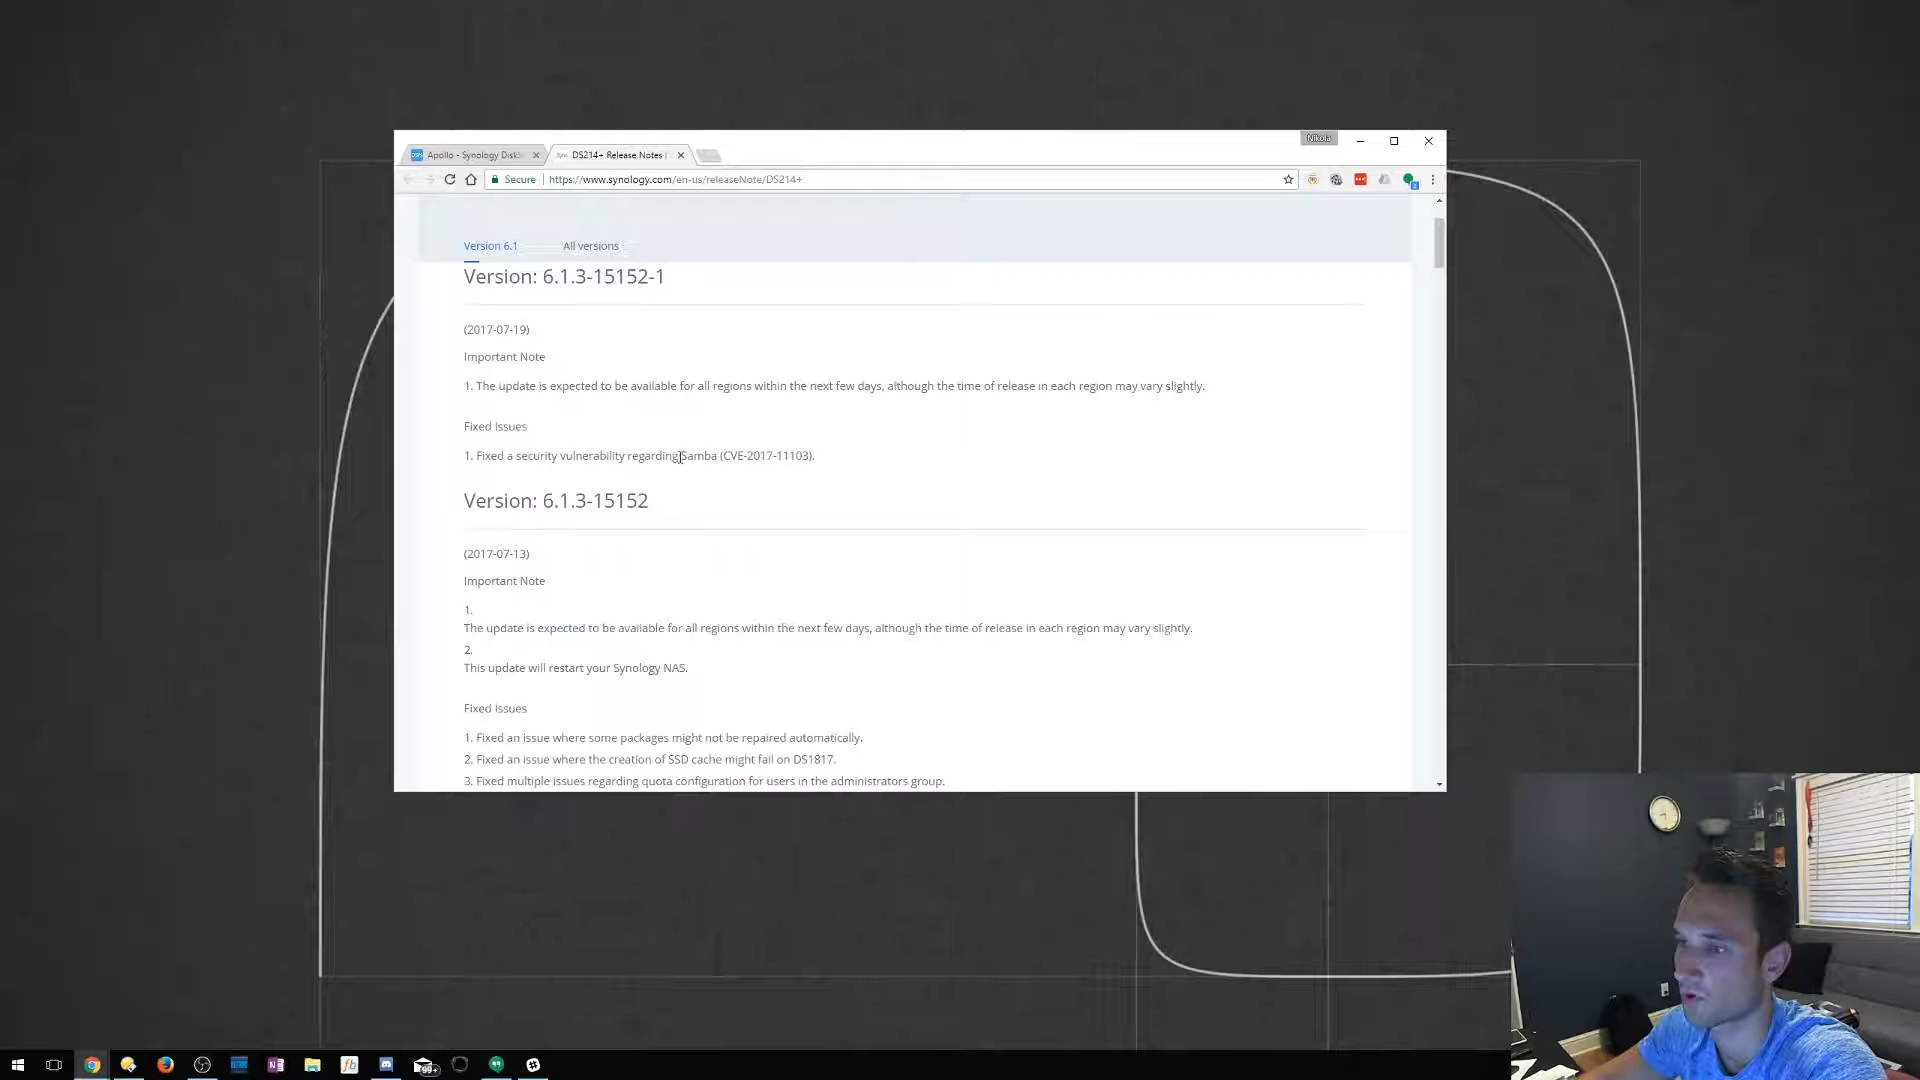 Nikola
DSM Apollo - Synology DiskS
DS214+ Release Notes |
Secure https://www.synology.com/en-us/releaseNote/DS214+
Version 6.1 All versions
Version: 6.1.3-15152-1
(2017-07-19)
Important Note
1. The update is expected to be available for all regions within the next few days, although the time of release in each region may vary slightly.
Fixed Issues
1. Fixed a security vulnerability regarding Samba (CVE-2017-11103).
Version: 6.1.3-15152
(2017-07-13)
Important Note
1.
The update is expected to be available for all regions within the next few days, although the time of release in each region may vary slightly.
2.
This update will restart your Synology NAS.
Fixed Issues
1. Fixed an issue where some packages might not be repaired automatically.
2. Fixed an issue where the creation of SSD cache might fail on DS1817.
3. Fixed multiple issues regarding quota configuration for users in the administrators group.
99+